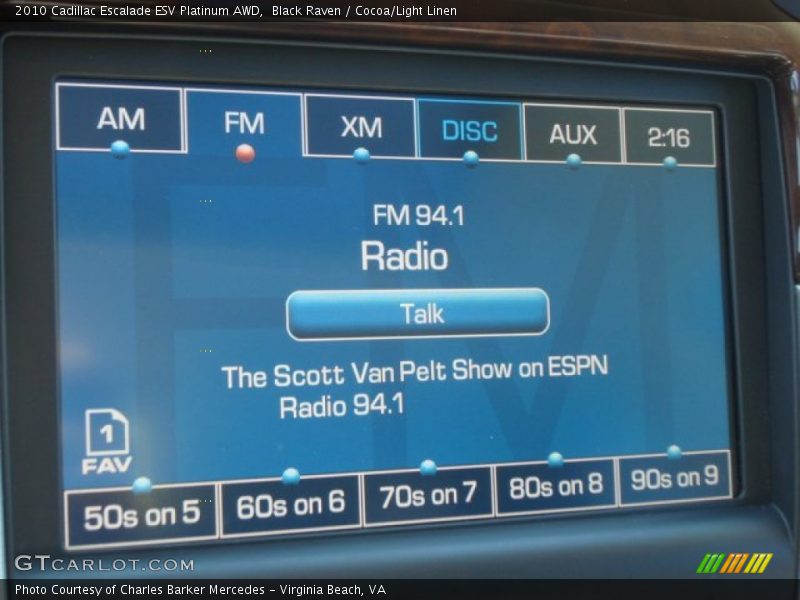 2010 Cadillac Escalade ESV Platinum AWD, Black Raven / Cocoa/Light Linen
AM FM XM DISC AUX 2:16
FM 94.1
Radio
Talk
The Scott Van Pelt Show on ESPN
Radio 94.1
1
FAV
50s on 5 60s on 6 70s on 7 80s on 8 90s on 9
GTCARLOT.COM
Photo Courtesy of Charles Barker Mercedes - Virginia Beach, VA